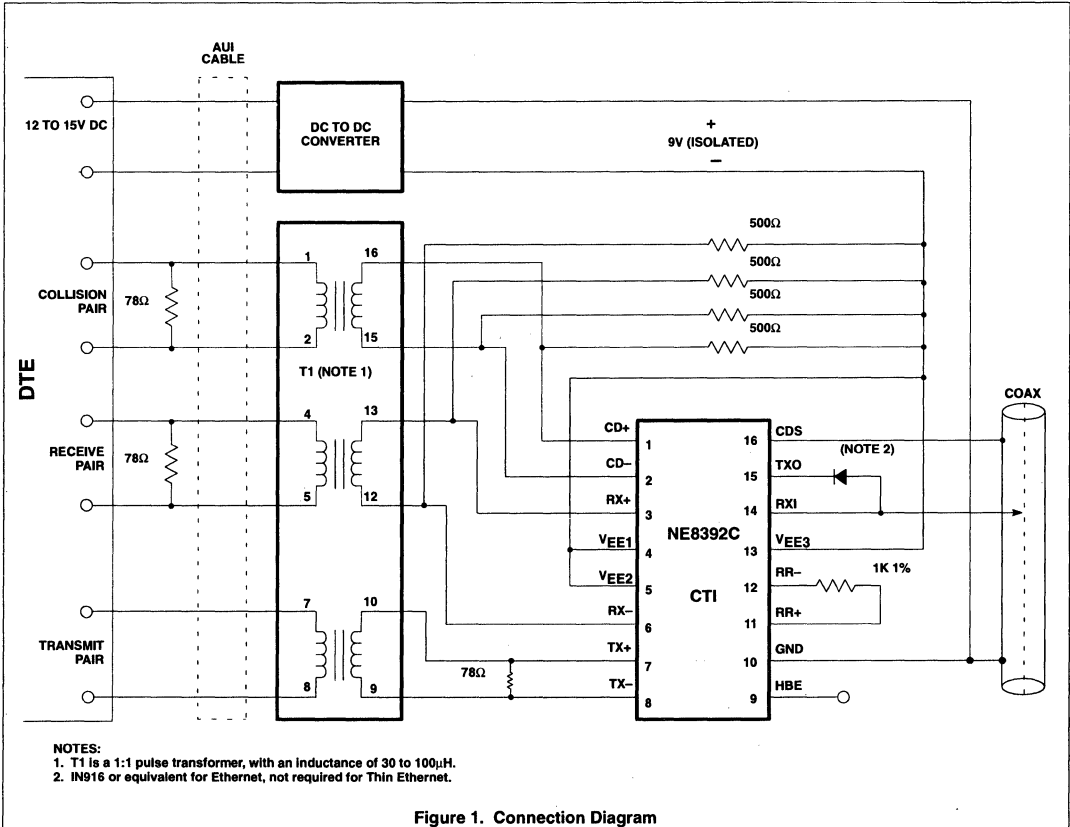 AUI
CABLE
12 TO 15V DC
DC TO DC
CONVERTER
+
9V (ISOLATED)
–
500Ω
500Ω
500Ω
500Ω
COLLISION
PAIR
78Ω
1
16
2
15
T1 (NOTE 1)
DTE
RECEIVE
PAIR
78Ω
4
13
5
12
TRANSMIT
PAIR
7
10
8
9
78Ω
CD+
1
CD–
2
RX+
3
VEE1
4
VEE2
5
RX–
6
TX+
7
TX–
8
NE8392C
CTI
16
CDS
15
TXO
(NOTE 2)
14
RXI
13
VEE3
12
RR–
1K 1%
11
RR+
10
GND
9
HBE
COAX
NOTES:
1. T1 is a 1:1 pulse transformer, with an inductance of 30 to 100µH.
2. IN916 or equivalent for Ethernet, not required for Thin Ethernet.
Figure 1. Connection Diagram